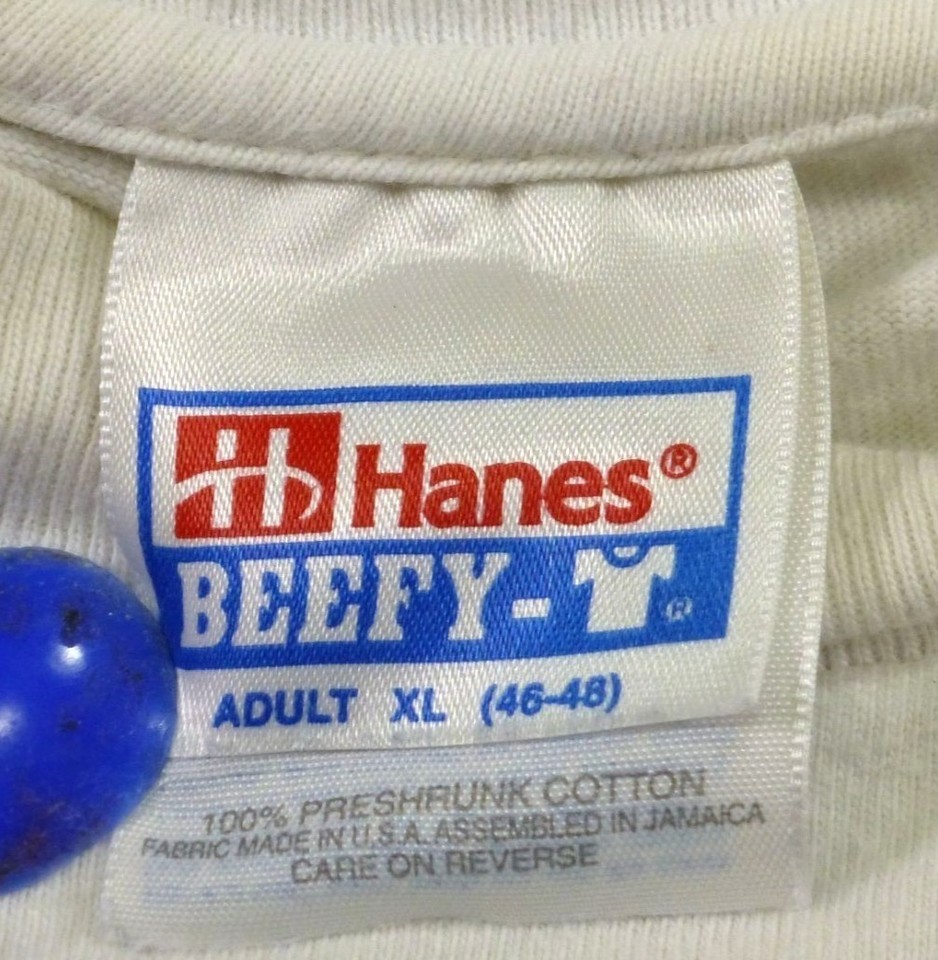 Hanes®
BEEFY-T®
ADULT XL (46-48)
100% PRESHRUNK COTTON
FABRIC MADE IN U.S.A. ASSEMBLED IN JAMAICA
CARE ON REVERSE